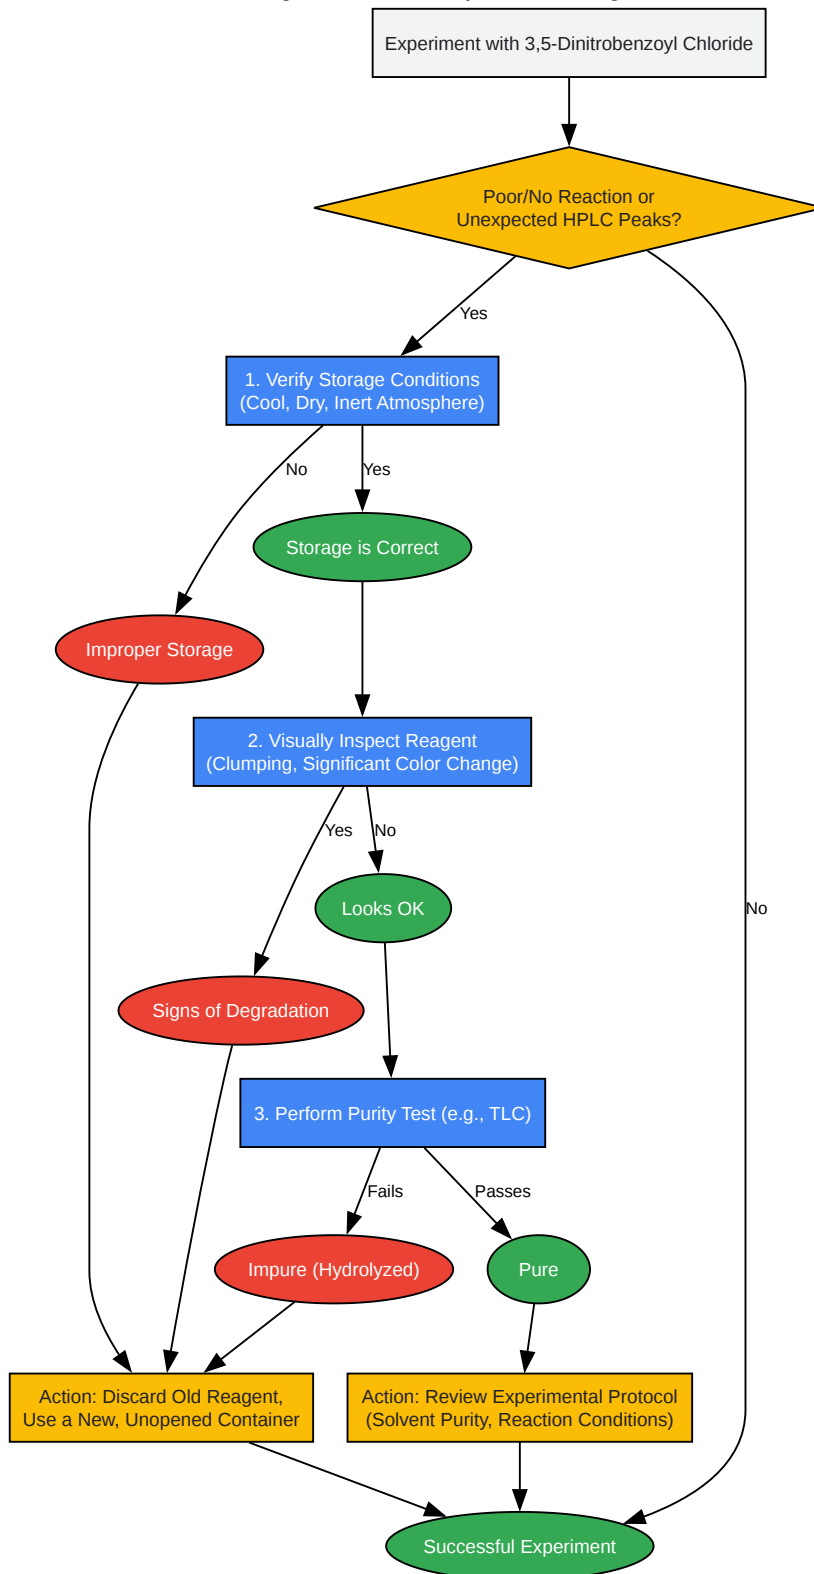 Experiment with 3,5-Dinitrobenzoyl Chloride
Poor/No Reaction or
Unexpected HPLC Peaks?
Yes
1. Verify Storage Conditions
(Cool, Dry, Inert Atmosphere)
No
Yes
Storage is Correct
Improper Storage
2. Visually Inspect Reagent
(Clumping, Significant Color Change)
Yes
No
Looks OK
No
Signs of Degradation
3. Perform Purity Test (e.g., TLC)
Fails
Passes
Impure (Hydrolyzed)
Pure
Action: Discard Old Reagent,
Use a New, Unopened Container
Action: Review Experimental Protocol
(Solvent Purity, Reaction Conditions)
Successful Experiment